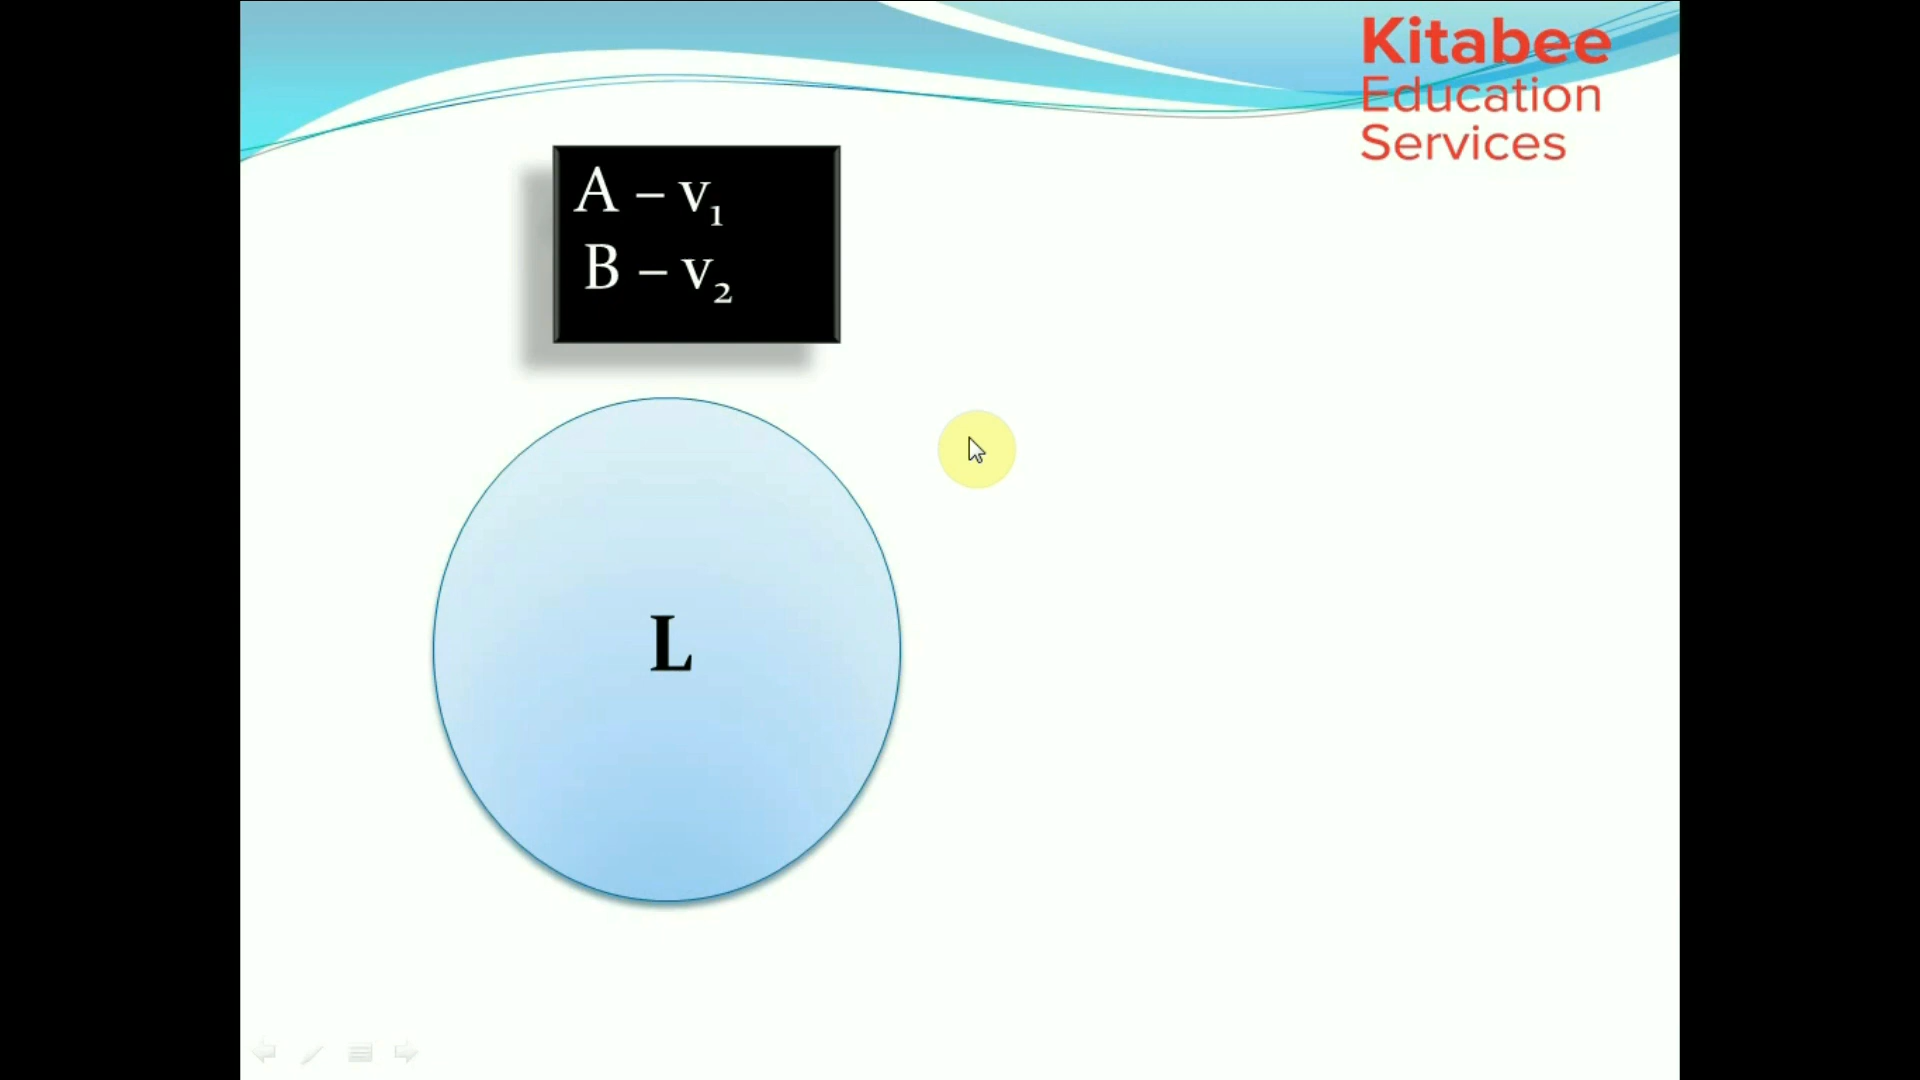 Kitabee
Education
Services
A – v₁
B – v₂
L